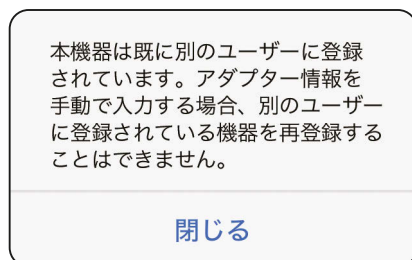 本機器は既に別のユーザーに登録
されています。アダプター情報を
手動で入力する場合、別のユーザー
に登録されている機器を再登録する
ことはできません。
閉じる